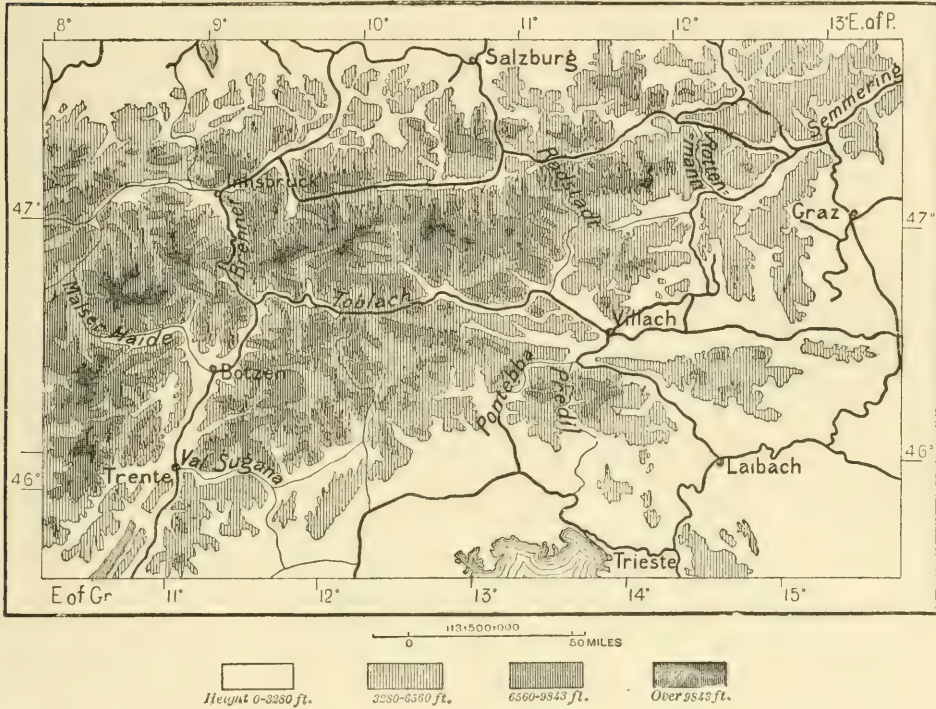 8° 9° 10° 11° 12° 13° E. of P.
Salzburg
Semmering
Innsbruck
Radstadt
Rotten-
mann
47° 47°
Brenner
Graz
Malser Haide
Toblach
Villach
Botzen
Pontebba
Predil
46° 46°
Trente
Val Sugana
Laibach
Trieste
E of Gr 11° 12° 13° 14° 15°
0 50 MILES
Height 0-3280 ft. 3280-6560 ft. 6560-9843 ft. Over 9843 ft.